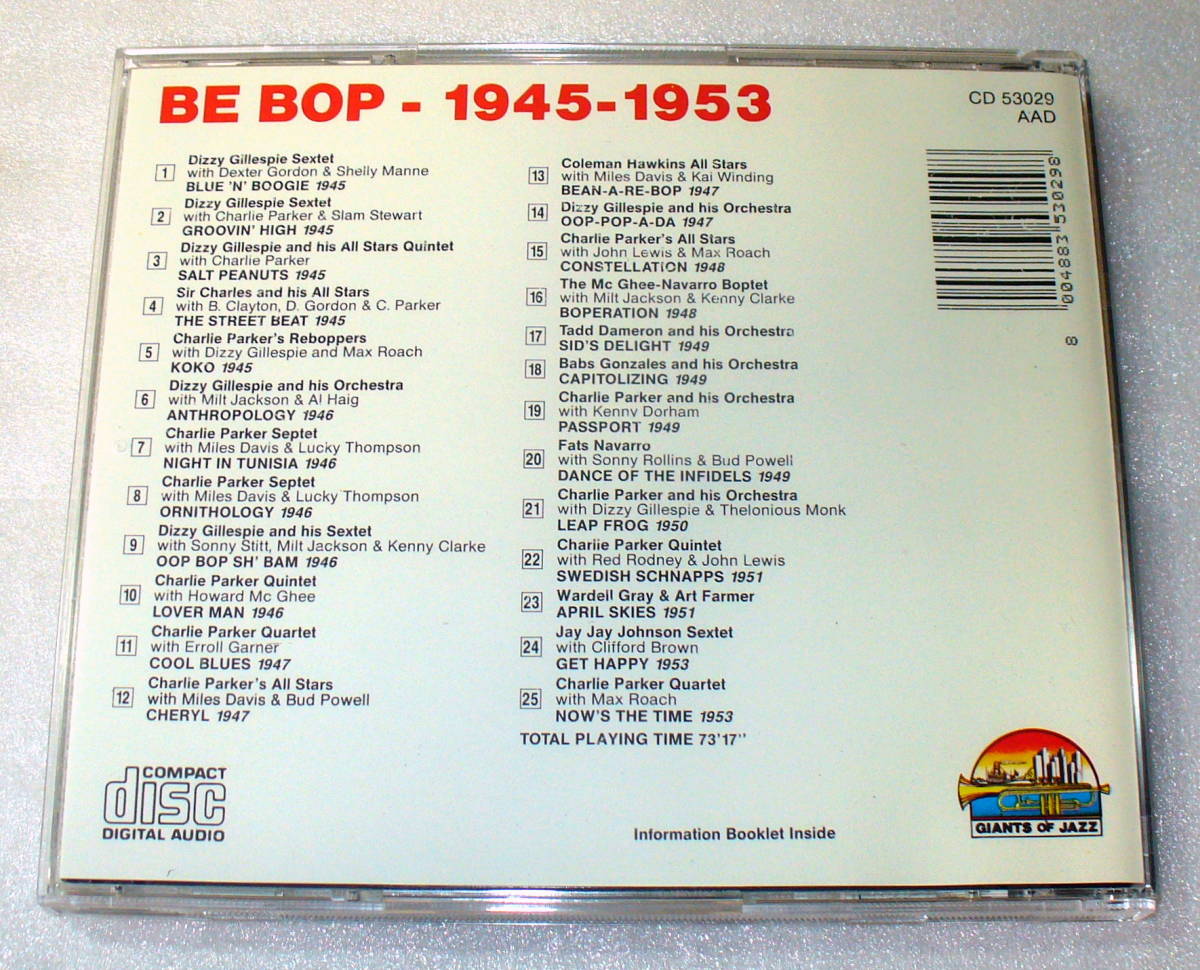 BE BOP - 1945-1953
CD 53029
AAD
1
Dizzy Gillespie Sextet
with Dexter Gordon & Shelly Manne
BLUE 'N' BOOGIE 1945
2
Dizzy Gillespie Sextet
with Charlie Parker & Slam Stewart
GROOVIN' HIGH 1945
3
Dizzy Gillespie and his All Stars Quintet
with Charlie Parker
SALT PEANUTS 1945
4
Sir Charles and his All Stars
with B. Clayton, D. Gordon & C. Parker
THE STREET BEAT 1945
5
Charlie Parker's Reboppers
with Dizzy Gillespie and Max Roach
KOKO 1945
6
Dizzy Gillespie and his Orchestra
with Milt Jackson & Al Haig
ANTHROPOLOGY 1946
7
Charlie Parker Septet
with Miles Davis & Lucky Thompson
NIGHT IN TUNISIA 1946
8
Charlie Parker Septet
with Miles Davis & Lucky Thompson
ORNITHOLOGY 1946
9
Dizzy Gillespie and his Sextet
with Sonny Stitt, Milt Jackson & Kenny Clarke
OOP BOP SH' BAM 1946
10
Charlie Parker Quintet
with Howard Mc Ghee
LOVER MAN 1946
11
Charlie Parker Quartet
with Erroll Garner
COOL BLUES 1947
12
Charlie Parker's All Stars
with Miles Davis & Bud Powell
CHERYL 1947
13
Coleman Hawkins All Stars
with Miles Davis & Kai Winding
BEAN-A-RE-BOP 1947
14
Dizzy Gillespie and his Orchestra
OOP-POP-A-DA 1947
15
Charlie Parker's All Stars
with John Lewis & Max Roach
CONSTELLATION 1948
16
The Mc Ghee-Navarro Boptet
with Milt Jackson & Kenny Clarke
BOPERATION 1948
17
Tadd Dameron and his Orchestra
SID'S DELIGHT 1949
18
Babs Gonzales and his Orchestra
CAPITOLIZING 1949
19
Charlie Parker and his Orchestra
with Kenny Dorham
PASSPORT 1949
20
Fats Navarro
with Sonny Rollins & Bud Powell
DANCE OF THE INFIDELS 1949
21
Charlie Parker and his Orchestra
with Dizzy Gillespie & Thelonious Monk
LEAP FROG 1950
22
Charlie Parker Quintet
with Red Rodney & John Lewis
SWEDISH SCHNAPPS 1951
23
Wardell Gray & Art Farmer
APRIL SKIES 1951
24
Jay Jay Johnson Sextet
with Clifford Brown
GET HAPPY 1953
25
Charlie Parker Quartet
with Max Roach
NOW'S THE TIME 1953
TOTAL PLAYING TIME 73'17''
004883 530298
8
COMPACT
disc
DIGITAL AUDIO
Information Booklet Inside
GIANTS OF JAZZ